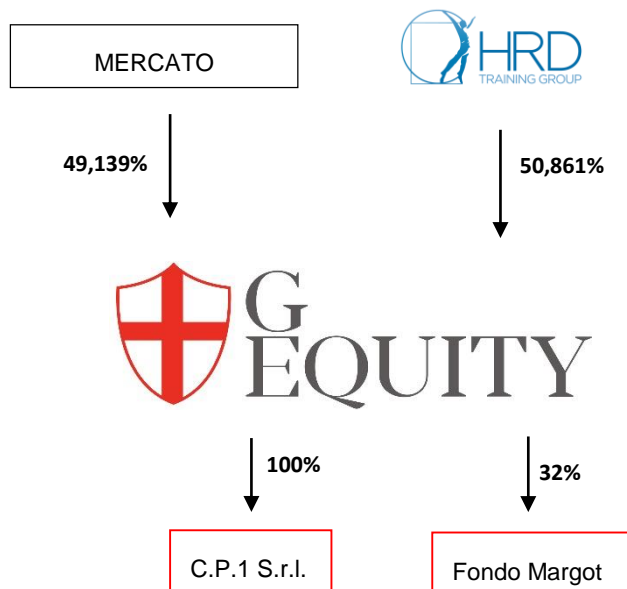 MERCATO
HRD
TRAINING GROUP
49,139%
50,861%
G
EQUITY
100%
32%
C.P.1 S.r.l.
Fondo Margot